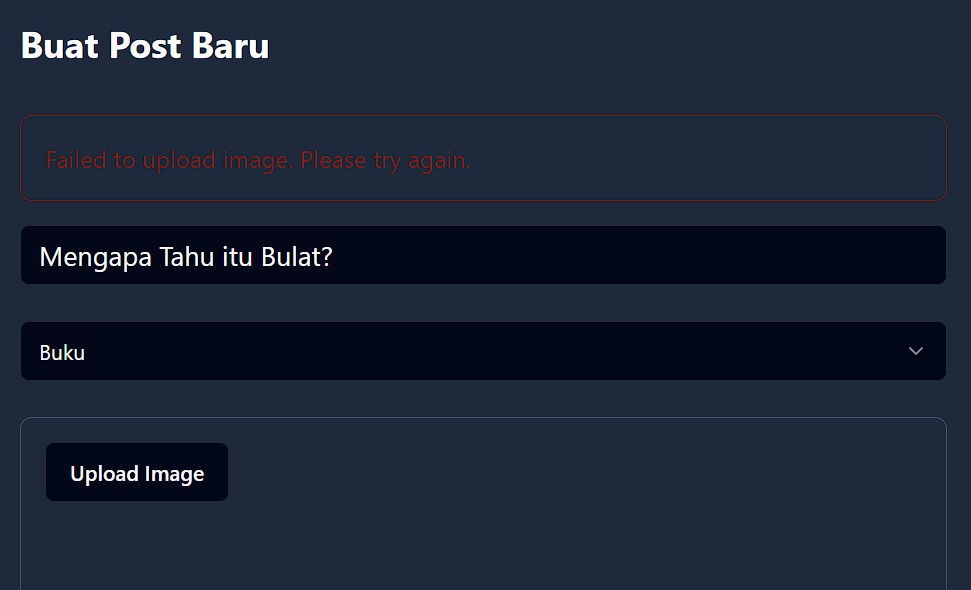 Buat Post Baru
Failed to upload image. Please try again.
Mengapa Tahu itu Bulat?
Buku
Upload Image